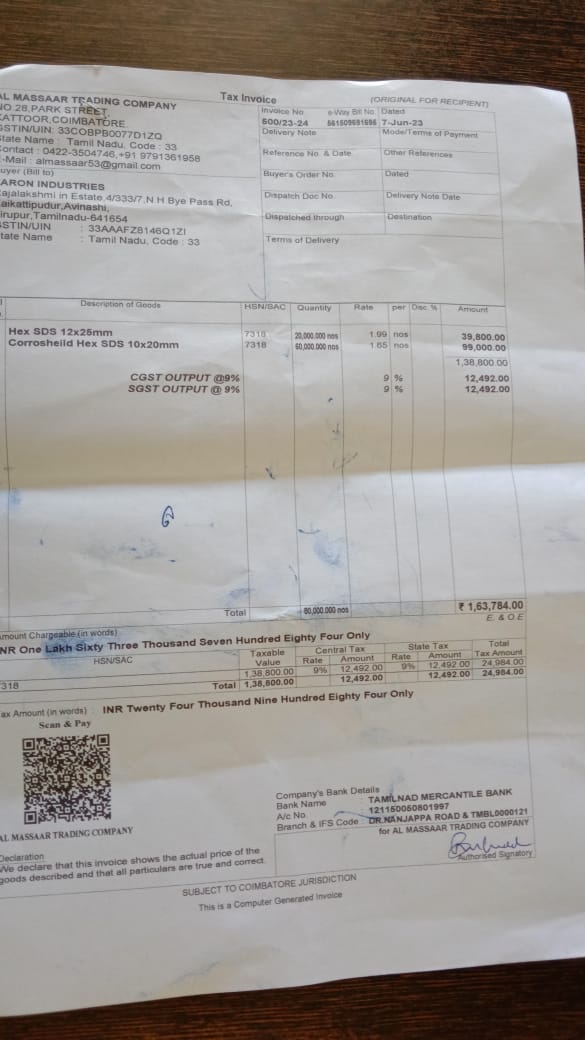 Tax Invoice
(ORIGINAL FOR RECIPIENT)
AL MASSAAR TRADING COMPANY
NO.28,PARK STREET,
KATTOOR,COIMBATORE
GSTIN/UIN: 33COBPB0077D1ZQ
State Name : Tamil Nadu, Code : 33
Contact : 0422-3504746,+91 9791361958
E-Mail : almassaar53@gmail.com
Buyer (Bill to)
ARON INDUSTRIES
Rajalakshmi in Estate,4/333/7,N.H Bye Pass Rd,
aikattipudur,Avinashi,
Tirupur,Tamilnadu-641654
GSTIN/UIN : 33AAAFZ8146Q1ZI
State Name : Tamil Nadu, Code : 33
Invoice No. e-Way Bill No. Dated
600/23-24 7-Jun-23
Delivery Note Mode/Terms of Payment
Reference No. & Date. Other References
Buyer's Order No. Dated
Dispatch Doc No. Delivery Note Date
Dispatched through Destination
Terms of Delivery
Description of Goods HSN/SAC Quantity Rate per Disc. % Amount
Hex SDS 12x25mm 7318 20,000.000 nos 1.99 nos 39,800.00
Corrosheild Hex SDS 10x20mm 7318 60,000.000 nos 1.65 nos 99,000.00
1,38,800.00
CGST OUTPUT @9% 9 % 12,492.00
SGST OUTPUT @ 9% 9 % 12,492.00
Total 80,000.000 nos ₹ 1,63,784.00
Amount Chargeable (in words) E. & O.E
INR One Lakh Sixty Three Thousand Seven Hundred Eighty Four Only
HSN/SAC Taxable Value Central Tax State Tax Total Tax Amount
Rate Amount Rate Amount
7318 1,38,800.00 9% 12,492.00 9% 12,492.00 24,984.00
Total 1,38,800.00 12,492.00 12,492.00 24,984.00
Tax Amount (in words) : INR Twenty Four Thousand Nine Hundred Eighty Four Only
Scan & Pay
AL MASSAAR TRADING COMPANY
Company's Bank Details
Bank Name : TAMILNAD MERCANTILE BANK
A/c No. : 121150050801997
Branch & IFS Code : DR.NANJAPPA ROAD & TMBL0000121
for AL MASSAAR TRADING COMPANY
Authorised Signatory
Declaration
We declare that this invoice shows the actual price of the
goods described and that all particulars are true and correct.
SUBJECT TO COIMBATORE JURISDICTION
This is a Computer Generated Invoice